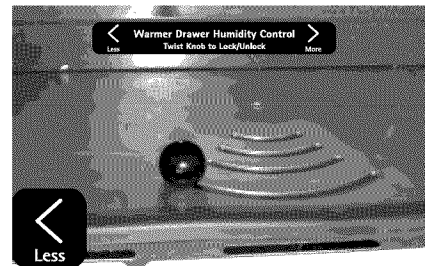 Warmer Drawer Humidity Control
Twist Knob to Lock/Unlock
Less
More
Less